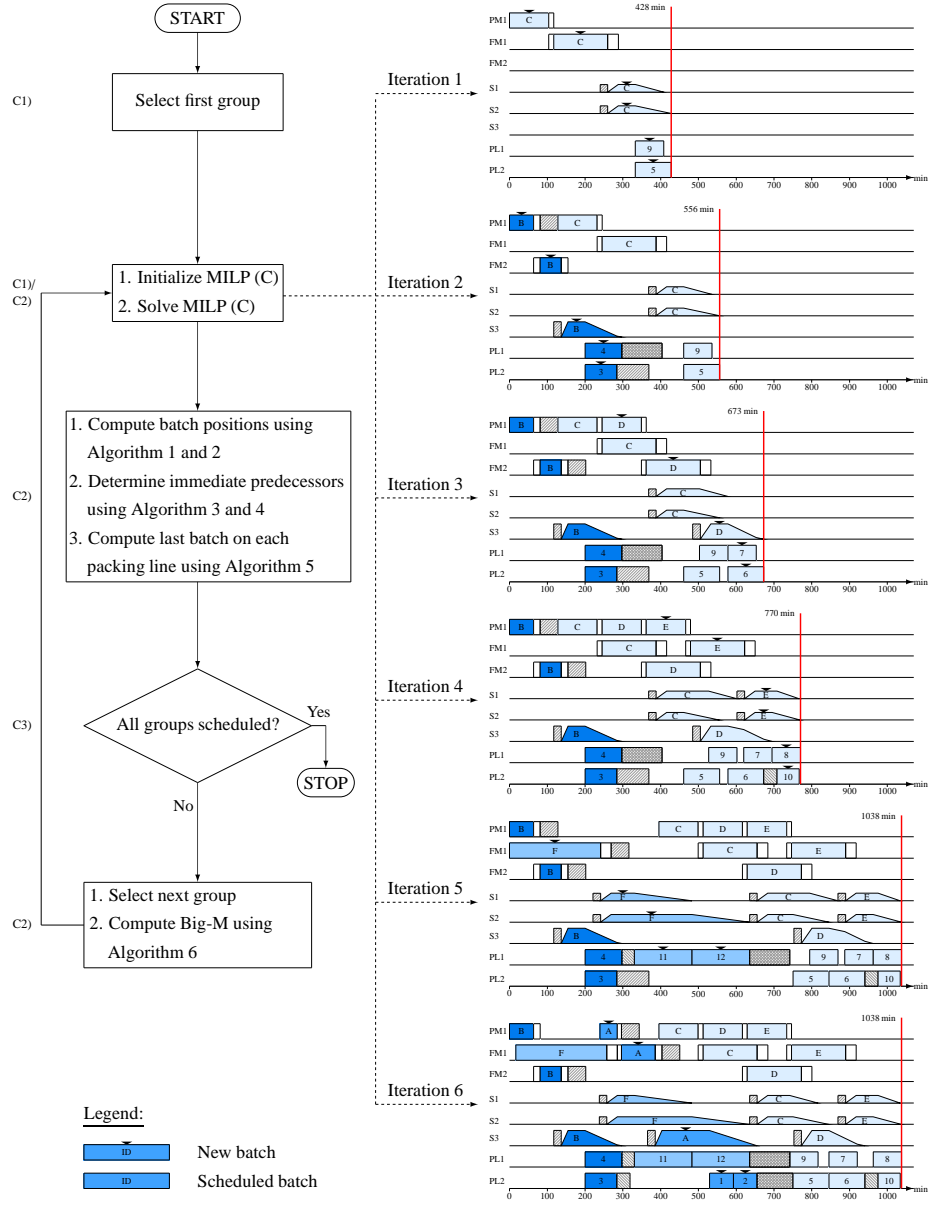 START
C1)
Select first group
C1)/
C2)
1. Initialize MILP (C)
2. Solve MILP (C)
C2)
1. Compute batch positions using
Algorithm 1 and 2
2. Determine immediate predecessors
using Algorithm 3 and 4
3. Compute last batch on each
packing line using Algorithm 5
C3)
All groups scheduled?
Yes
STOP
No
C2)
1. Select next group
2. Compute Big-M using
Algorithm 6
Legend:
ID
New batch
ID
Scheduled batch
Iteration 1
428 min
PM1 C
FM1 C
FM2
S1 C
S2 C
S3
PL1 9
PL2 5
0 100 200 300 400 500 600 700 800 900 1000 min
Iteration 2
556 min
PM1 B C
FM1 C
FM2 B
S1 C
S2 C
S3 B
PL1 4 9
PL2 3 5
0 100 200 300 400 500 600 700 800 900 1000 min
Iteration 3
673 min
PM1 B C D
FM1 C
FM2 B D
S1 C
S2 C
S3 B D
PL1 4 9 7
PL2 3 5 6
0 100 200 300 400 500 600 700 800 900 1000 min
Iteration 4
770 min
PM1 B C D E
FM1 C E
FM2 B D
S1 C E
S2 C E
S3 B D
PL1 4 9 7 8
PL2 3 5 6 10
0 100 200 300 400 500 600 700 800 900 1000 min
Iteration 5
1038 min
PM1 B C D E
FM1 F C E
FM2 B D
S1 F C E
S2 F C E
S3 B D
PL1 4 11 12 9 7 8
PL2 3 5 6 10
0 100 200 300 400 500 600 700 800 900 1000 min
Iteration 6
1038 min
PM1 B A C D E
FM1 F A C E
FM2 B D
S1 F C E
S2 F C E
S3 B A D
PL1 4 11 12 9 7 8
PL2 3 1 2 5 6 10
0 100 200 300 400 500 600 700 800 900 1000 min